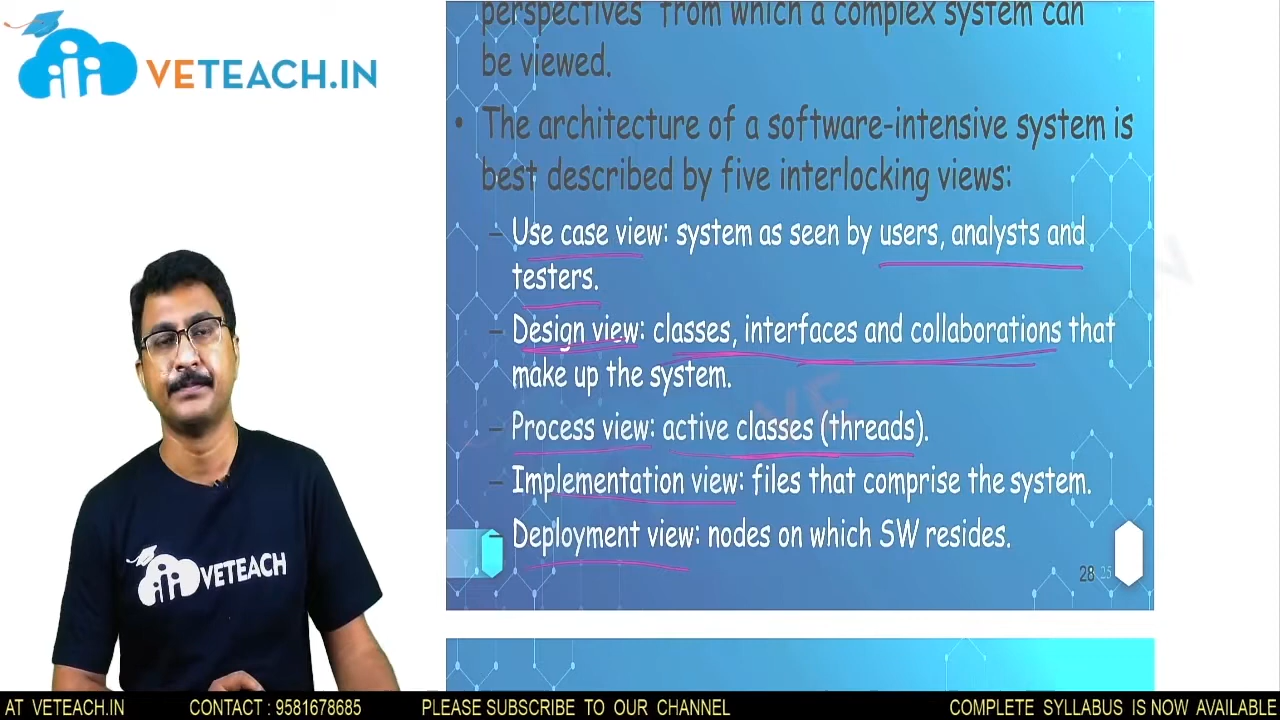 VETEACH.IN
perspectives from which a complex system can
be viewed.
• The architecture of a software-intensive system is
best described by five interlocking views:
– Use case view: system as seen by users, analysts and
testers.
– Design view: classes, interfaces and collaborations that
make up the system.
– Process view: active classes (threads).
– Implementation view: files that comprise the system.
– Deployment view: nodes on which SW resides.
28 25
VETEACH
AT VETEACH.IN CONTACT : 9581678685 PLEASE SUBSCRIBE TO OUR CHANNEL COMPLETE SYLLABUS IS NOW AVAILABLE